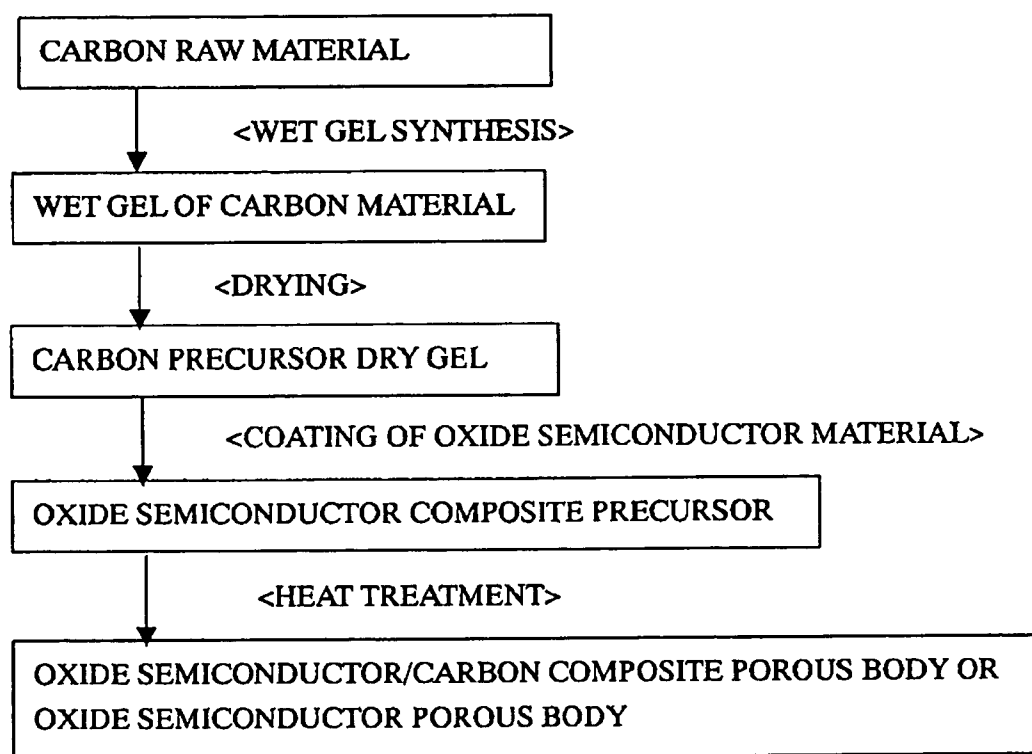 CARBON RAW MATERIAL
<WET GEL SYNTHESIS>
WET GEL OF CARBON MATERIAL
<DRYING>
CARBON PRECURSOR DRY GEL
<COATING OF OXIDE SEMICONDUCTOR MATERIAL>
OXIDE SEMICONDUCTOR COMPOSITE PRECURSOR
<HEAT TREATMENT>
OXIDE SEMICONDUCTOR/CARBON COMPOSITE POROUS BODY OR
OXIDE SEMICONDUCTOR POROUS BODY